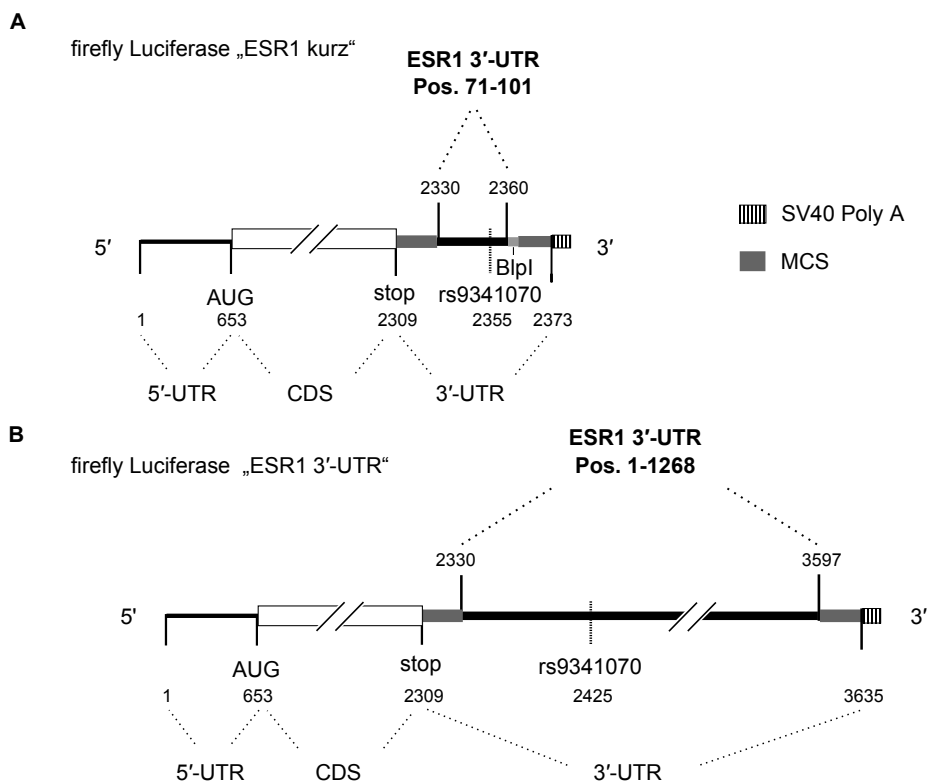 A
firefly Luciferase „ESR1 kurz“
ESR1 3′-UTR
Pos. 71-101
2330 2360
5′ 3′
BlpI
AUG stop rs9341070
1 653 2309 2355 2373
5′-UTR CDS 3′-UTR
SV40 Poly A
MCS
B
firefly Luciferase „ESR1 3′-UTR“
ESR1 3′-UTR
Pos. 1-1268
2330 3597
5′ 3′
AUG stop rs9341070
1 653 2309 2425 3635
5′-UTR CDS 3′-UTR